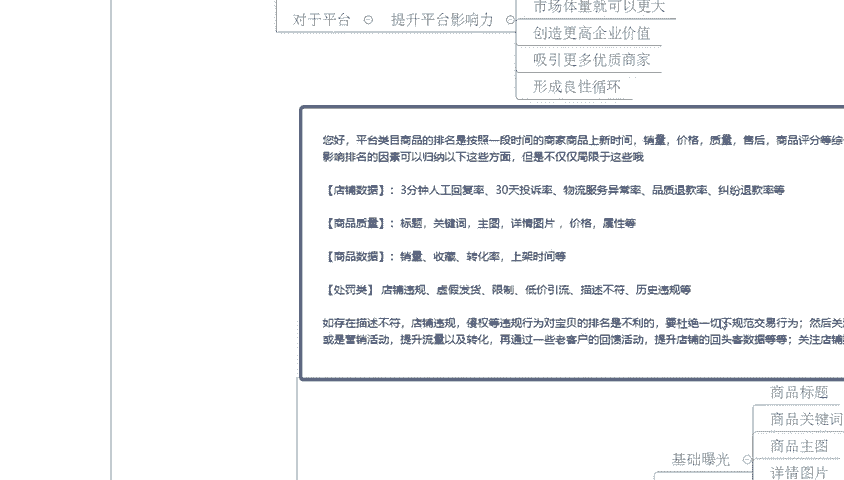 市场体量就可以更大
对于平台 提升平台影响力
创造更高企业价值
吸引更多优质商家
形成良性循环
您好，平台类目商品的排名是按照一段时间的商家商品上新时间，销量，价格，质量，售后，商品评分等综
影响排名的因素可以归纳以下这些方面，但是不仅仅局限于这些哦
【店铺数据】：3分钟人工回复率、30天投诉率、物流服务异常率、品质退款率、纠纷退款率等
【商品质量】：标题，关键词，主图，详情图片 ，价格，属性等
【商品数据】：销量、收藏、转化率，上架时间等
【处罚类】 店铺违规、虚假发货、限制、低价引流、描述不符、历史违规等
如存在描述不符，店铺违规，侵权等违规行为对宝贝的排名是不利的，要杜绝一切不规范交易行为；然后关
或是营销活动，提升流量以及转化，再通过一些老客户的回馈活动，提升店铺的回头客数据等等；关注店铺
商品标题
商品关键词
商品主图
基础曝光
详情图片